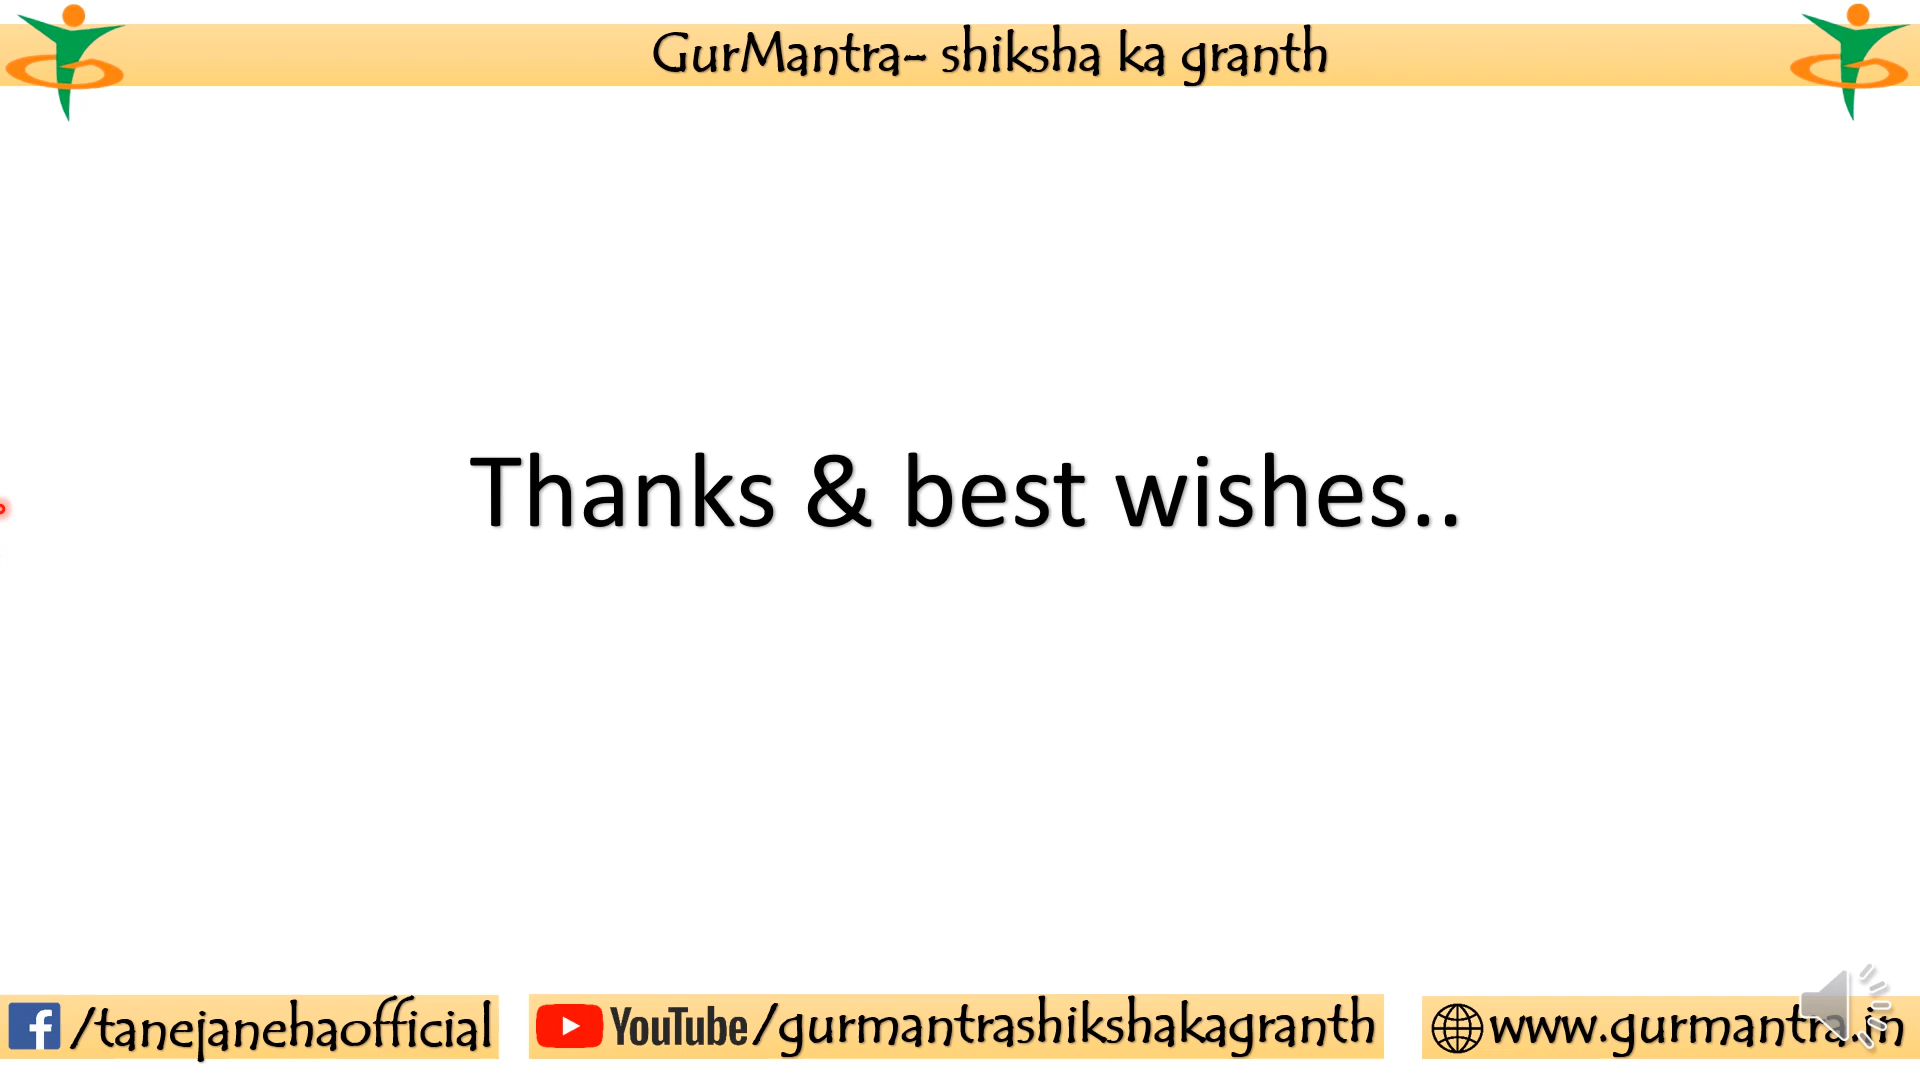 GurMantra- shiksha ka granth
Thanks & best wishes..
/tanejanehaofficial
YouTube/gurmantrashikshakagranth
www.gurmantra.in